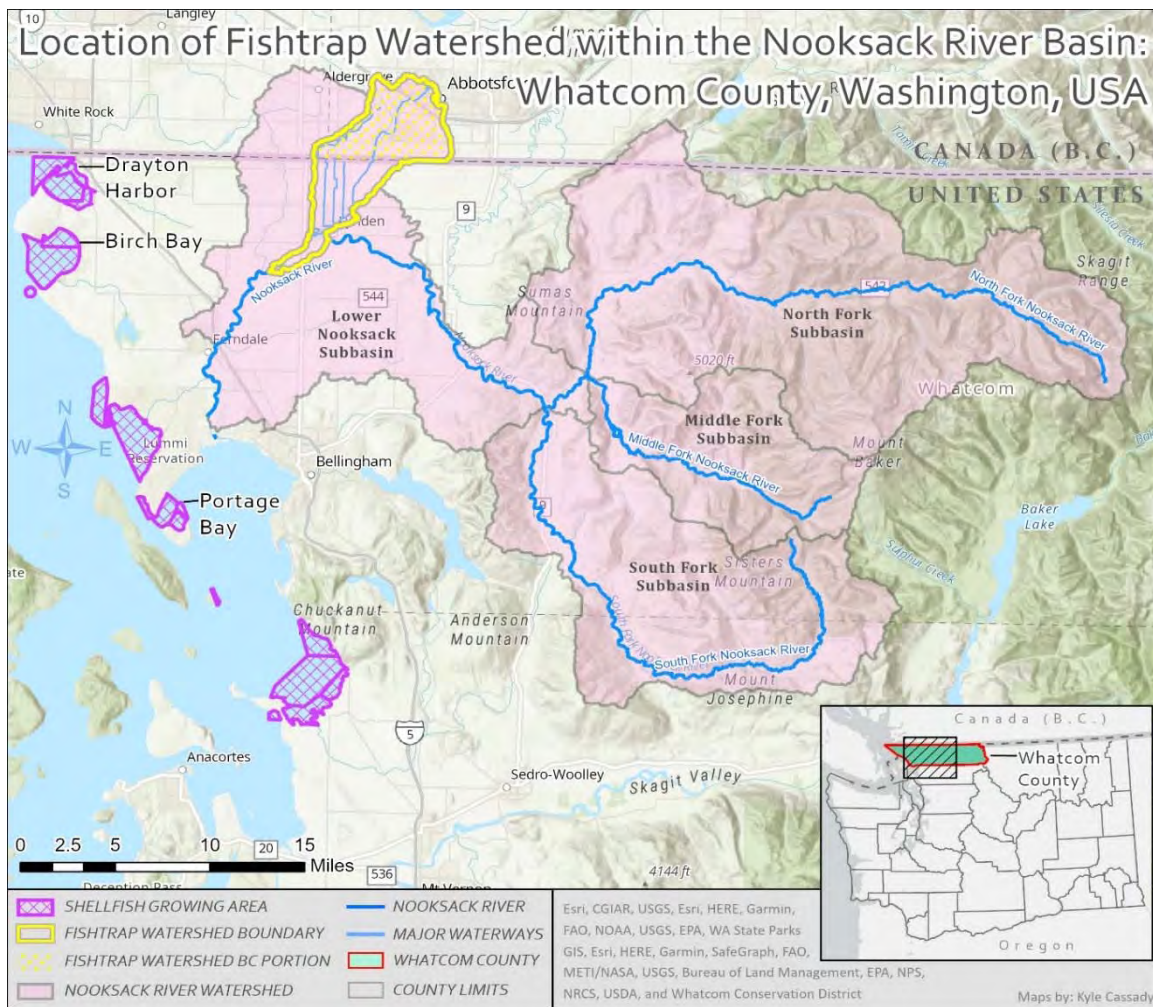 10
Langley
Location of Fishtrap Watershed within the Nooksack River Basin:
Aldergrove
Abbotsf
Whatcom County, Washington, USA
White Rock
CANADA (B.C.)
UNITED STATES
Drayton
Harbor
Birch Bay
9
Skagit
Range
Nooksack River
Sumas
Mountain
544
Lower
Nooksack
Subbasin
542
North Fork
Subbasin
North Fork Nooksack River
5020 ft
Whatcom
Middle Fork
Subbasin
Middle Fork Nooksack River
Mount
Baker
N
W E
S
Lummi
Reservation
Bellingham
Portage
Bay
9
Baker
Lake
South Fork
Subbasin
Sisters
Mountain
Chuckanut
Mountain
Anderson
Mountain
South Fork Nooksack River
Mount
Josephine
5
Anacortes
Sedro-Woolley
Skagit Valley
0 2.5 5 10 15
Miles
20
536
Mt Vernon
4144 ft
Deception Pass
Canada (B.C.)
Whatcom
County
Oregon
SHELLFISH GROWING AREA
FISHTRAP WATERSHED BOUNDARY
FISHTRAP WATERSHED BC PORTION
NOOKSACK RIVER WATERSHED
NOOKSACK RIVER
MAJOR WATERWAYS
WHATCOM COUNTY
COUNTY LIMITS
Esri, CGIAR, USGS, Esri, HERE, Garmin,
FAO, NOAA, USGS, EPA, WA State Parks
GIS, Esri, HERE, Garmin, SafeGraph, FAO,
METI/NASA, USGS, Bureau of Land Management, EPA, NPS,
NRCS, USDA, and Whatcom Conservation District
Maps by: Kyle Cassady